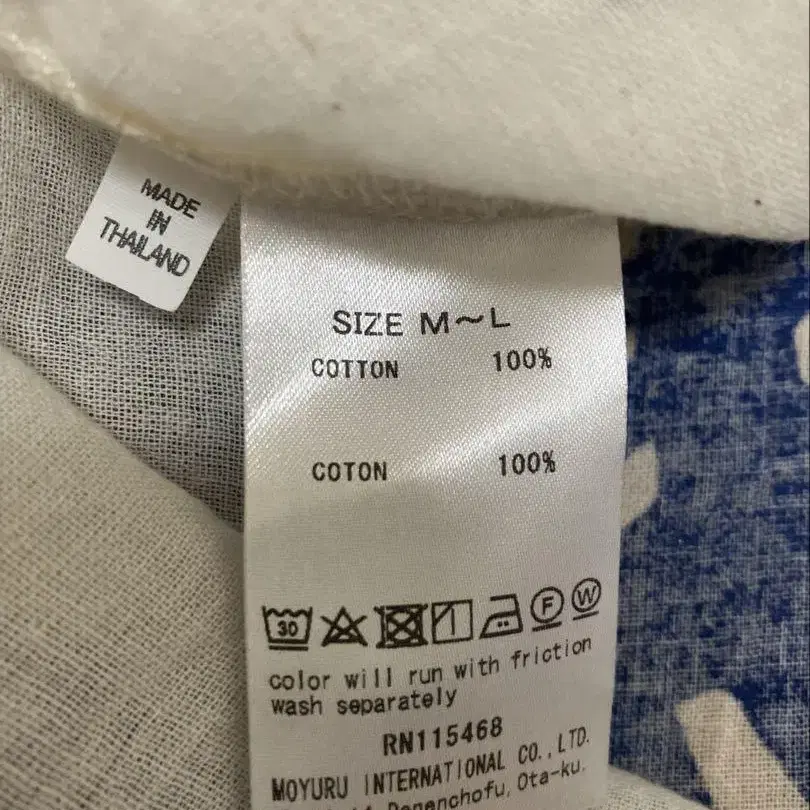 MADE
IN
THAILAND
SIZE M~L
COTTON 100%
COTON 100%
30
F
W
color will run with friction
wash separately
RN115468
MOYURU INTERNATIONAL CO.,LTD.
Denenchofu, Ota-ku,